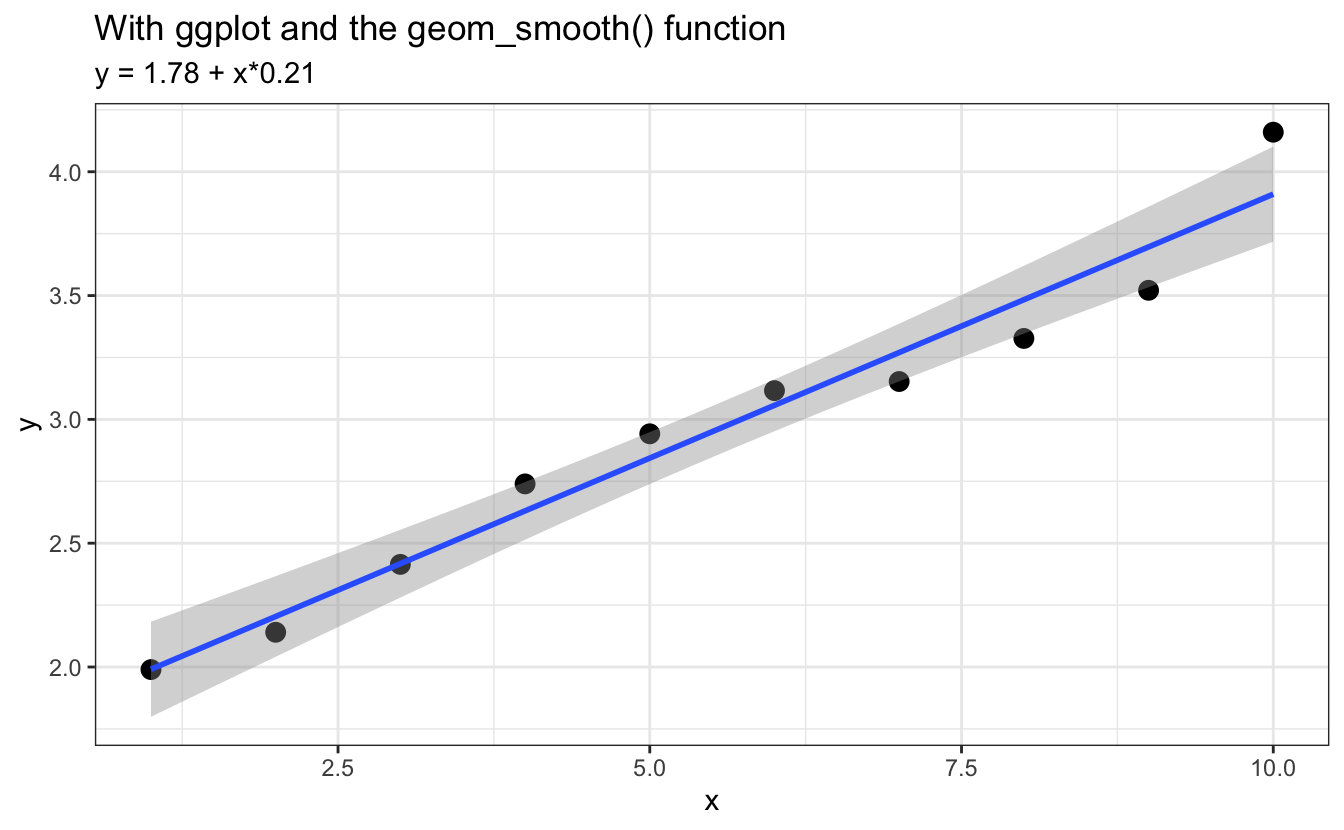 With ggplot and the geom_smooth() function
y = 1.78 + x*0.21
4.0
3.5
3.0
2.5
2.0
y
2.5
5.0
7.5
10.0
x